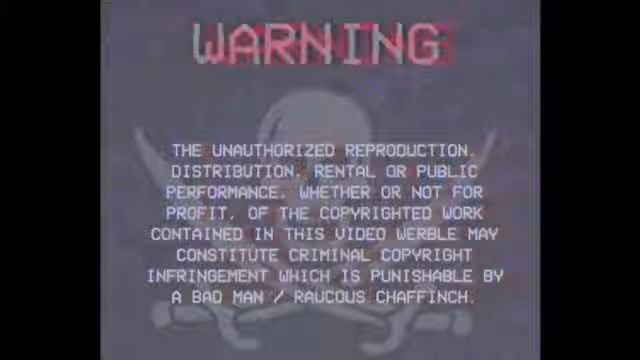 WARNING
THE UNAUTHORIZED REPRODUCTION,
DISTRIBUTION, RENTAL OR PUBLIC
PERFORMANCE, WHETHER OR NOT FOR
PROFIT, OF THE COPYRIGHTED WORK
CONTAINED IN THIS VIDEO WERBLE MAY
CONSTITUTE CRIMINAL COPYRIGHT
INFRINGEMENT WHICH IS PUNISHABLE BY
A BAD MAN / RAUCOUS CHAFFINCH.